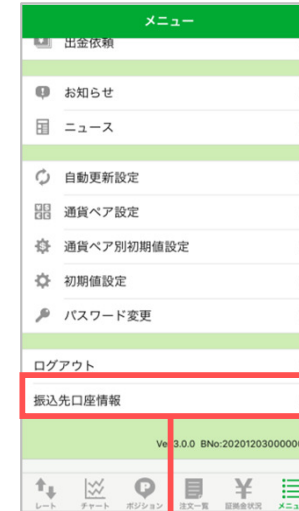 メニュー
出金依頼
お知らせ
ニュース
自動更新設定
通貨ペア設定
通貨ペア別初期値設定
初期値設定
パスワード変更
ログアウト
振込先口座情報
3.0.0 BNo:2020120300000
レート チャート ポジション 注文一覧 証拠金状況 メニュー